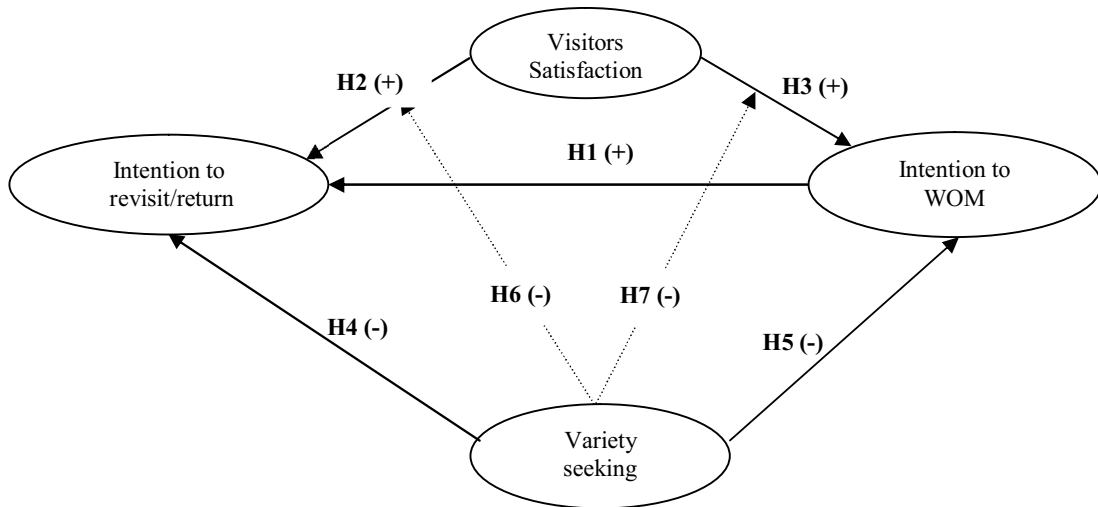 Visitors
Satisfaction
H2 (+)
H3 (+)
H1 (+)
Intention to
revisit/return
Intention to
WOM
H6 (-)
H7 (-)
H4 (-)
H5 (-)
Variety
seeking